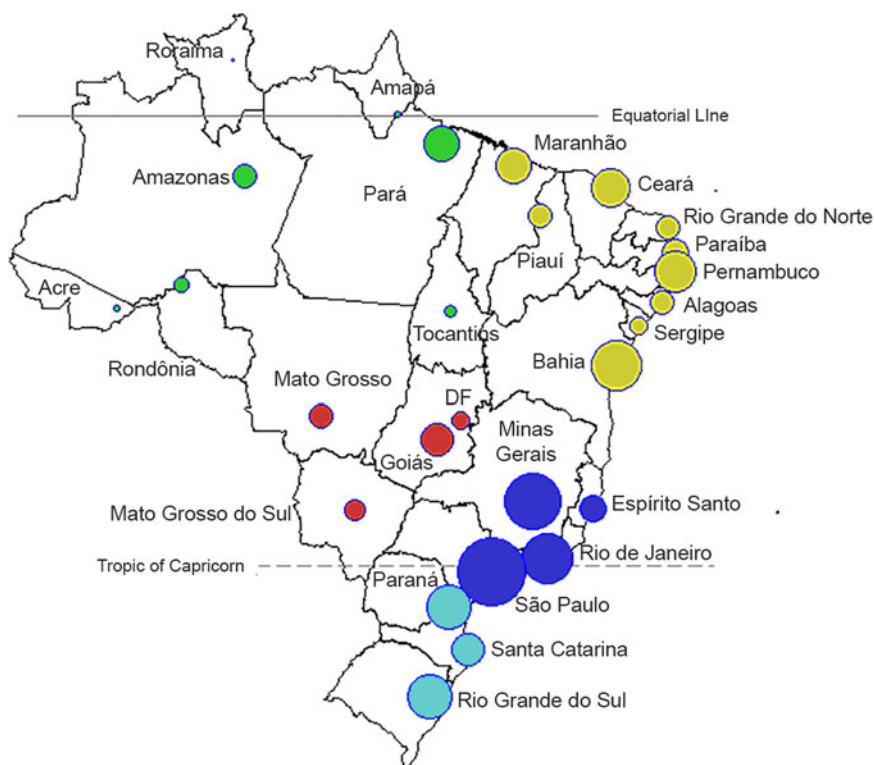 Roraima
Amapá
Equatorial LIne
Maranhão
Amazonas
Pará
Ceará
Rio Grande do Norte
Paraíba
Piauí
Pernambuco
Acre
Alagoas
Tocantins
Sergipe
Rondônia
Bahia
Mato Grosso
DF
Minas
Gerais
Goiás
Mato Grosso do Sul
Espírito Santo
Rio de Janeiro
Tropic of Capricorn
Paraná
São Paulo
Santa Catarina
Rio Grande do Sul